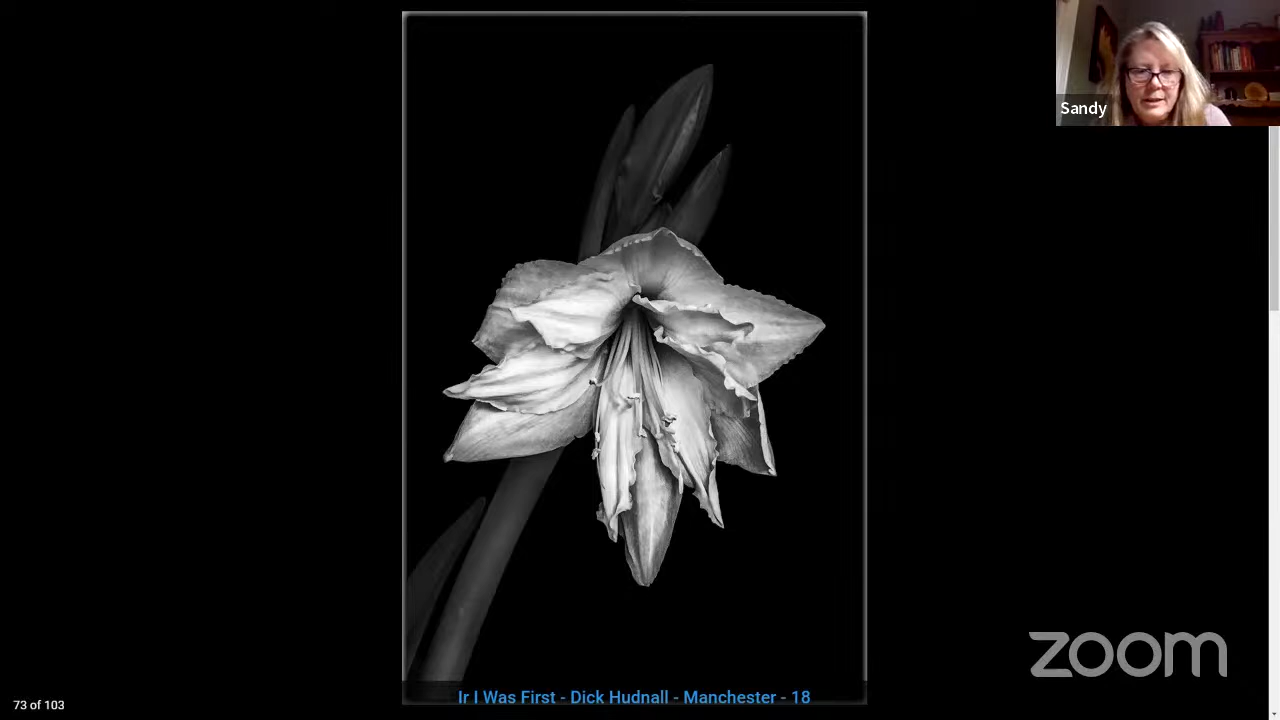 Sandy
zoom
Ir I Was First - Dick Hudnall - Manchester - 18
73 of 103